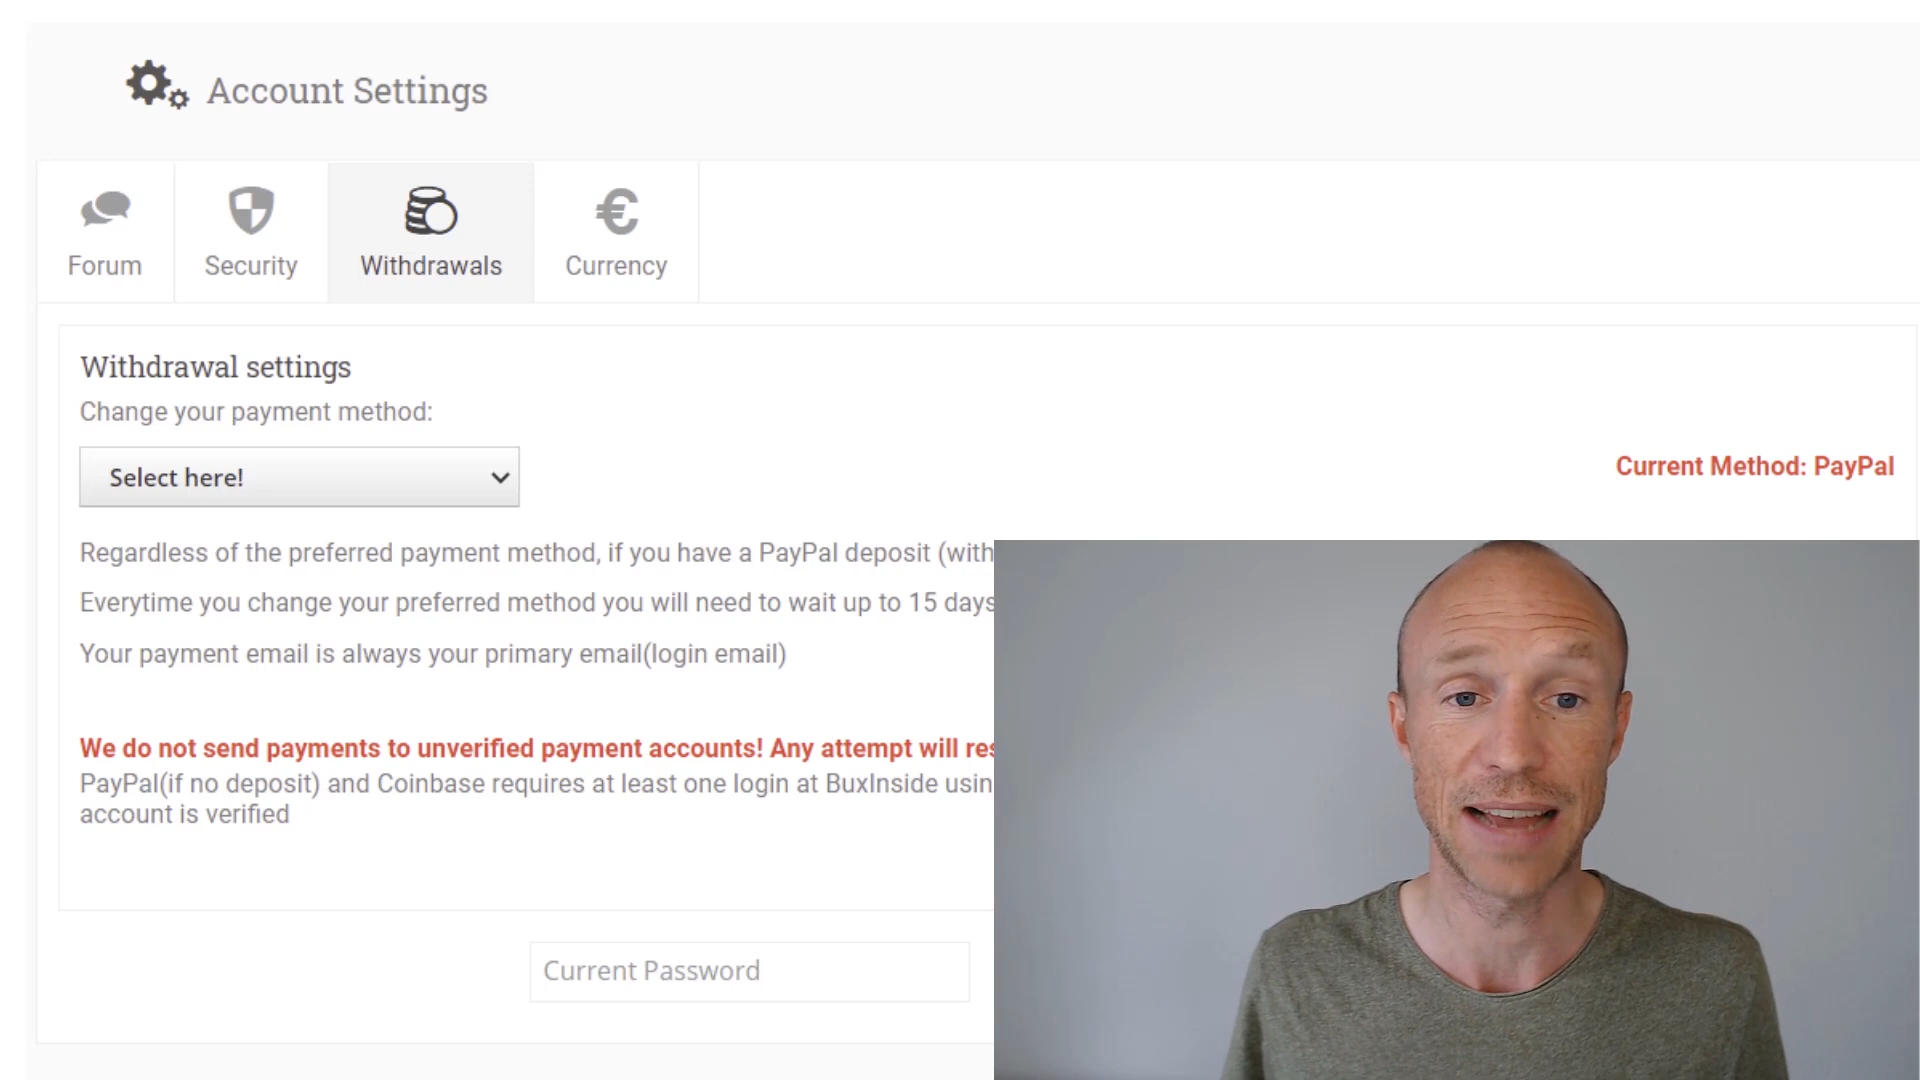 Account Settings
Forum
Security
Withdrawals
Currency
Withdrawal settings
Change your payment method:
Select here!
Current Method: PayPal
Regardless of the preferred payment method, if you have a PayPal deposit (with
Everytime you change your preferred method you will need to wait up to 15 days
Your payment email is always your primary email(login email)
We do not send payments to unverified payment accounts! Any attempt will res
PayPal(if no deposit) and Coinbase requires at least one login at BuxInside usin
account is verified
Current Password